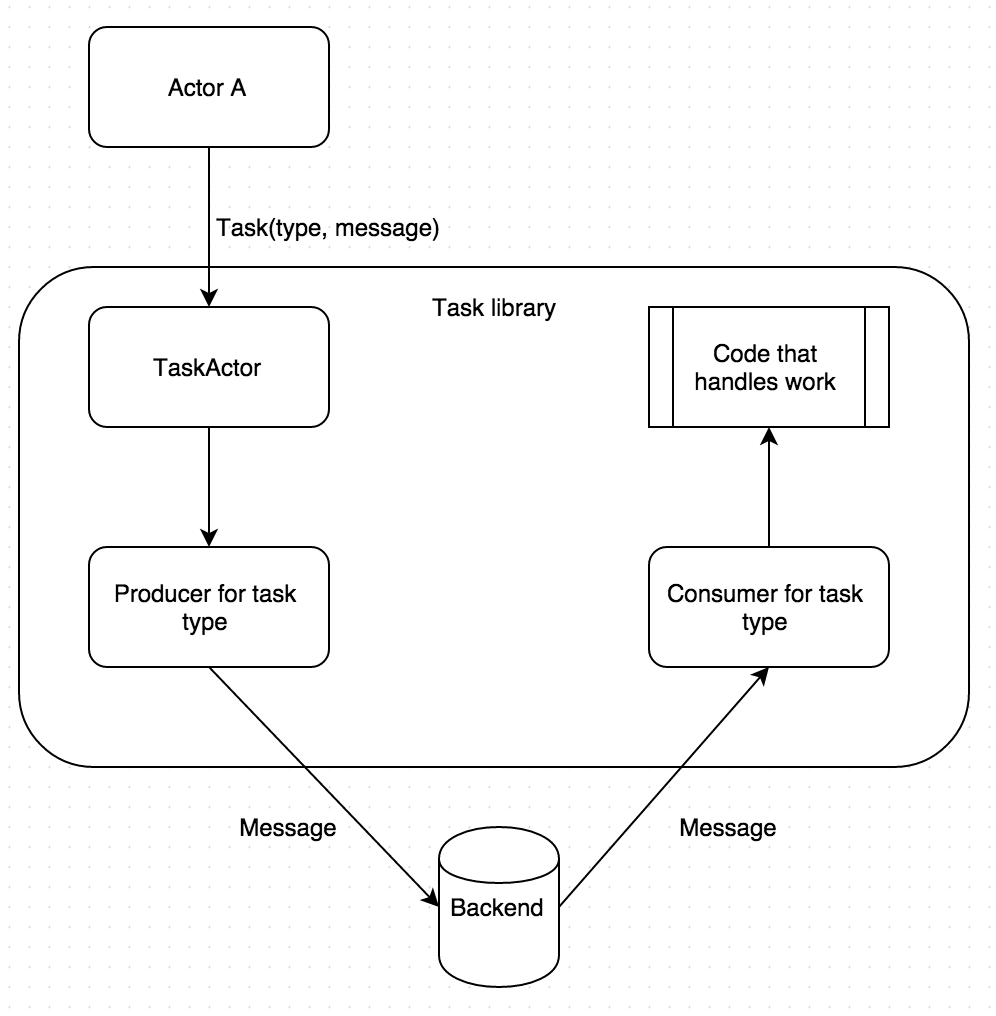 Actor A
Task(type, message)
Task library
TaskActor
Code that
handles work
Producer for task
type
Consumer for task
type
Message
Message
Backend